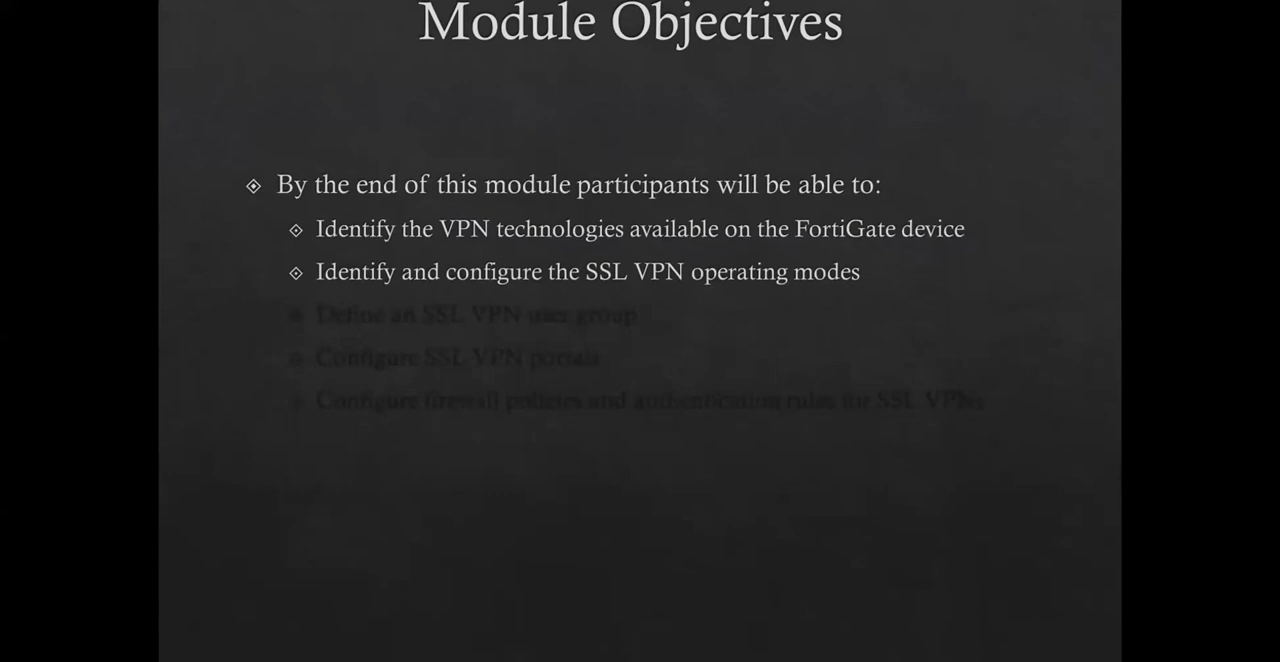 Module Objectives
By the end of this module participants will be able to:
Identify the VPN technologies available on the FortiGate device
Identify and configure the SSL VPN operating modes
Define an SSL VPN user group
Configure SSL VPN portals
Configure firewall policies and authentication rules for SSL VPNs